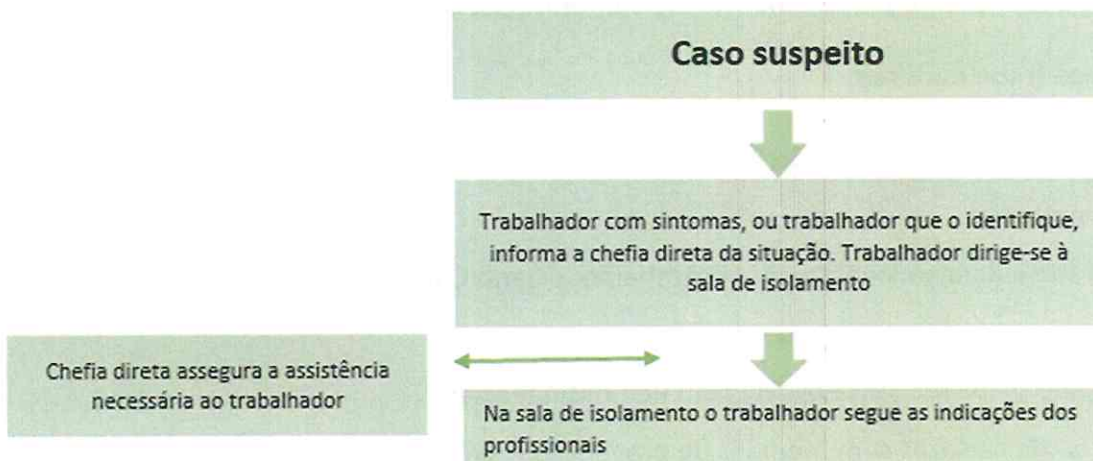 Caso suspeito
Trabalhador com sintomas, ou trabalhador que o identifique,
informa a chefia direta da situação. Trabalhador dirige-se à
sala de isolamento
Chefia direta assegura a assistência
necessária ao trabalhador
Na sala de isolamento o trabalhador segue as indicações dos
profissionais